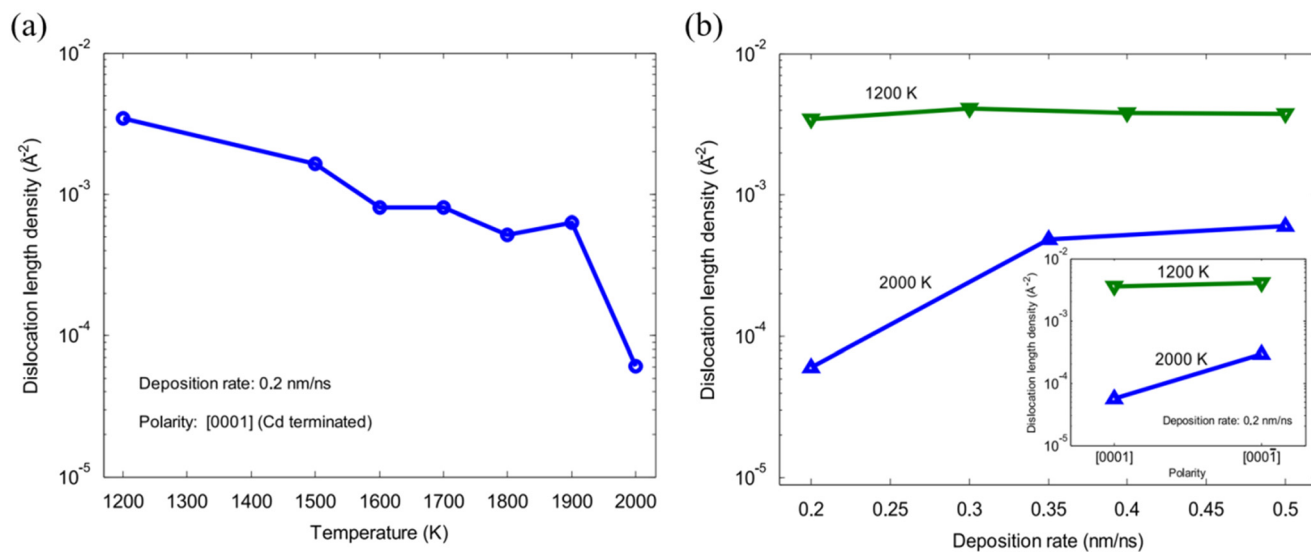 (a)
10⁻²
10⁻³
10⁻⁴
10⁻⁵
Dislocation length density (Å⁻²)
Deposition rate: 0.2 nm/ns
Polarity: [0001] (Cd terminated)
1200 1300 1400 1500 1600 1700 1800 1900 2000
Temperature (K)
(b)
10⁻²
10⁻³
10⁻⁴
10⁻⁵
Dislocation length density (Å⁻²)
1200 K
2000 K
0.2 0.25 0.3 0.35 0.4 0.45 0.5
Deposition rate (nm/ns)
10⁻²
10⁻³
10⁻⁴
10⁻⁵
Dislocation length density (Å⁻²)
1200 K
2000 K
Deposition rate: 0.2 nm/ns
[0001] [0001̄]
Polarity